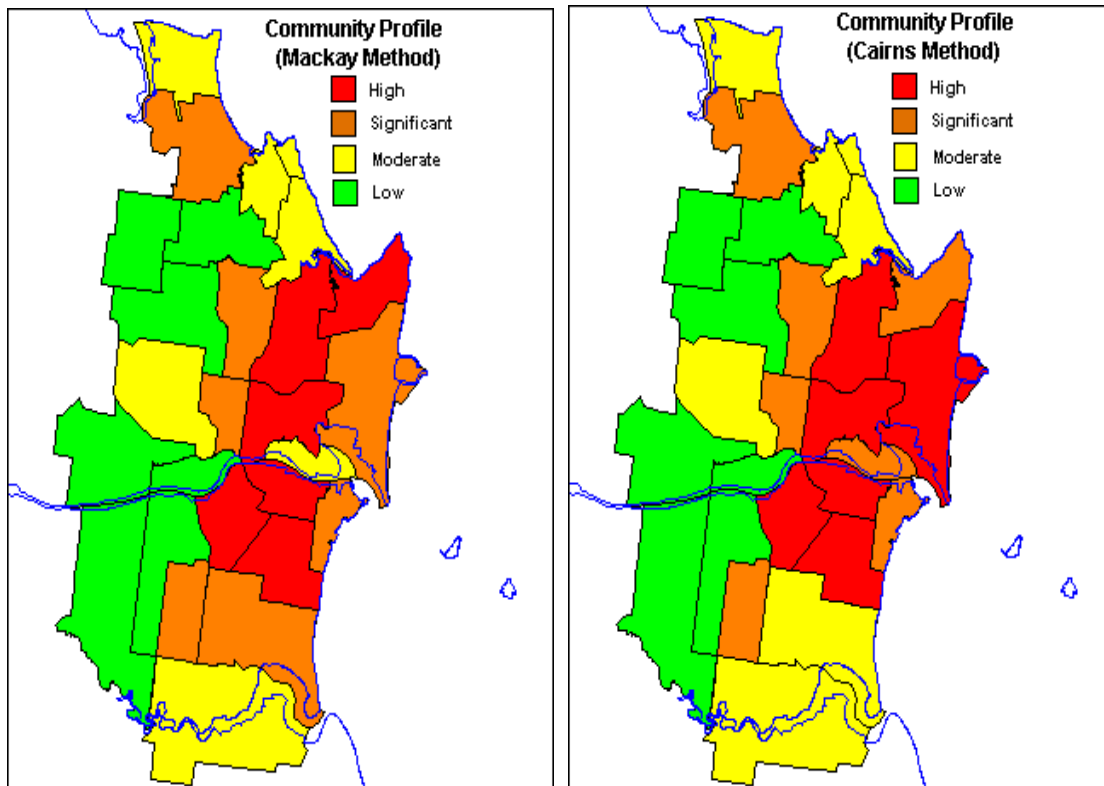 Community Profile
(Mackay Method)
High
Significant
Moderate
Low
Community Profile
(Cairns Method)
High
Significant
Moderate
Low